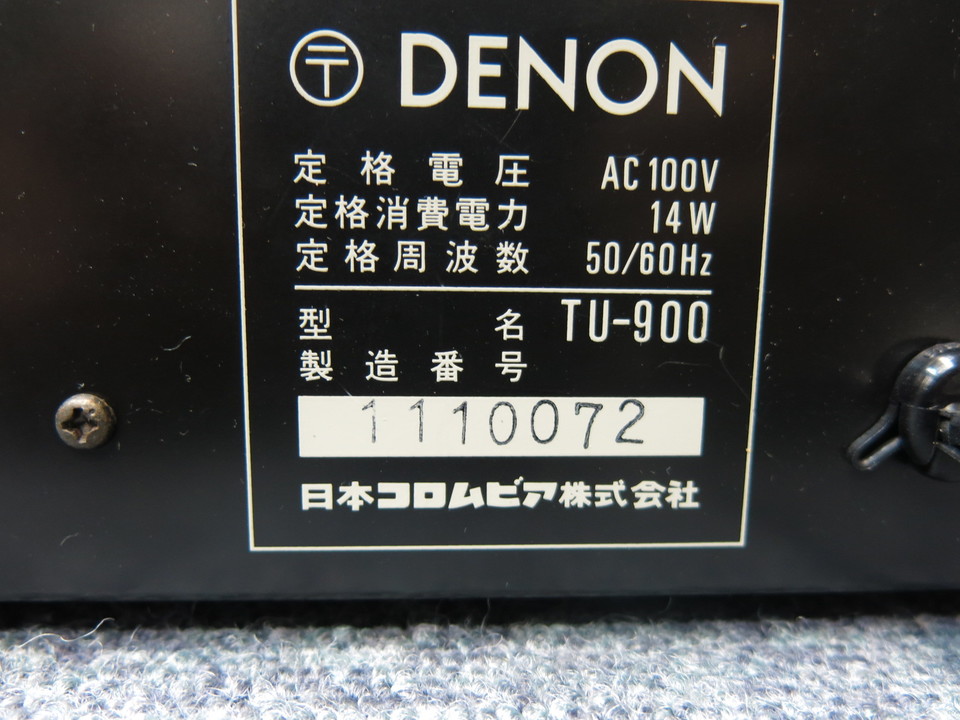 〒 DENON
定格電圧 AC100V
定格消費電力 14W
定格周波数 50/60Hz
型名 TU-900
製造番号
1110072
日本コロムビア株式会社